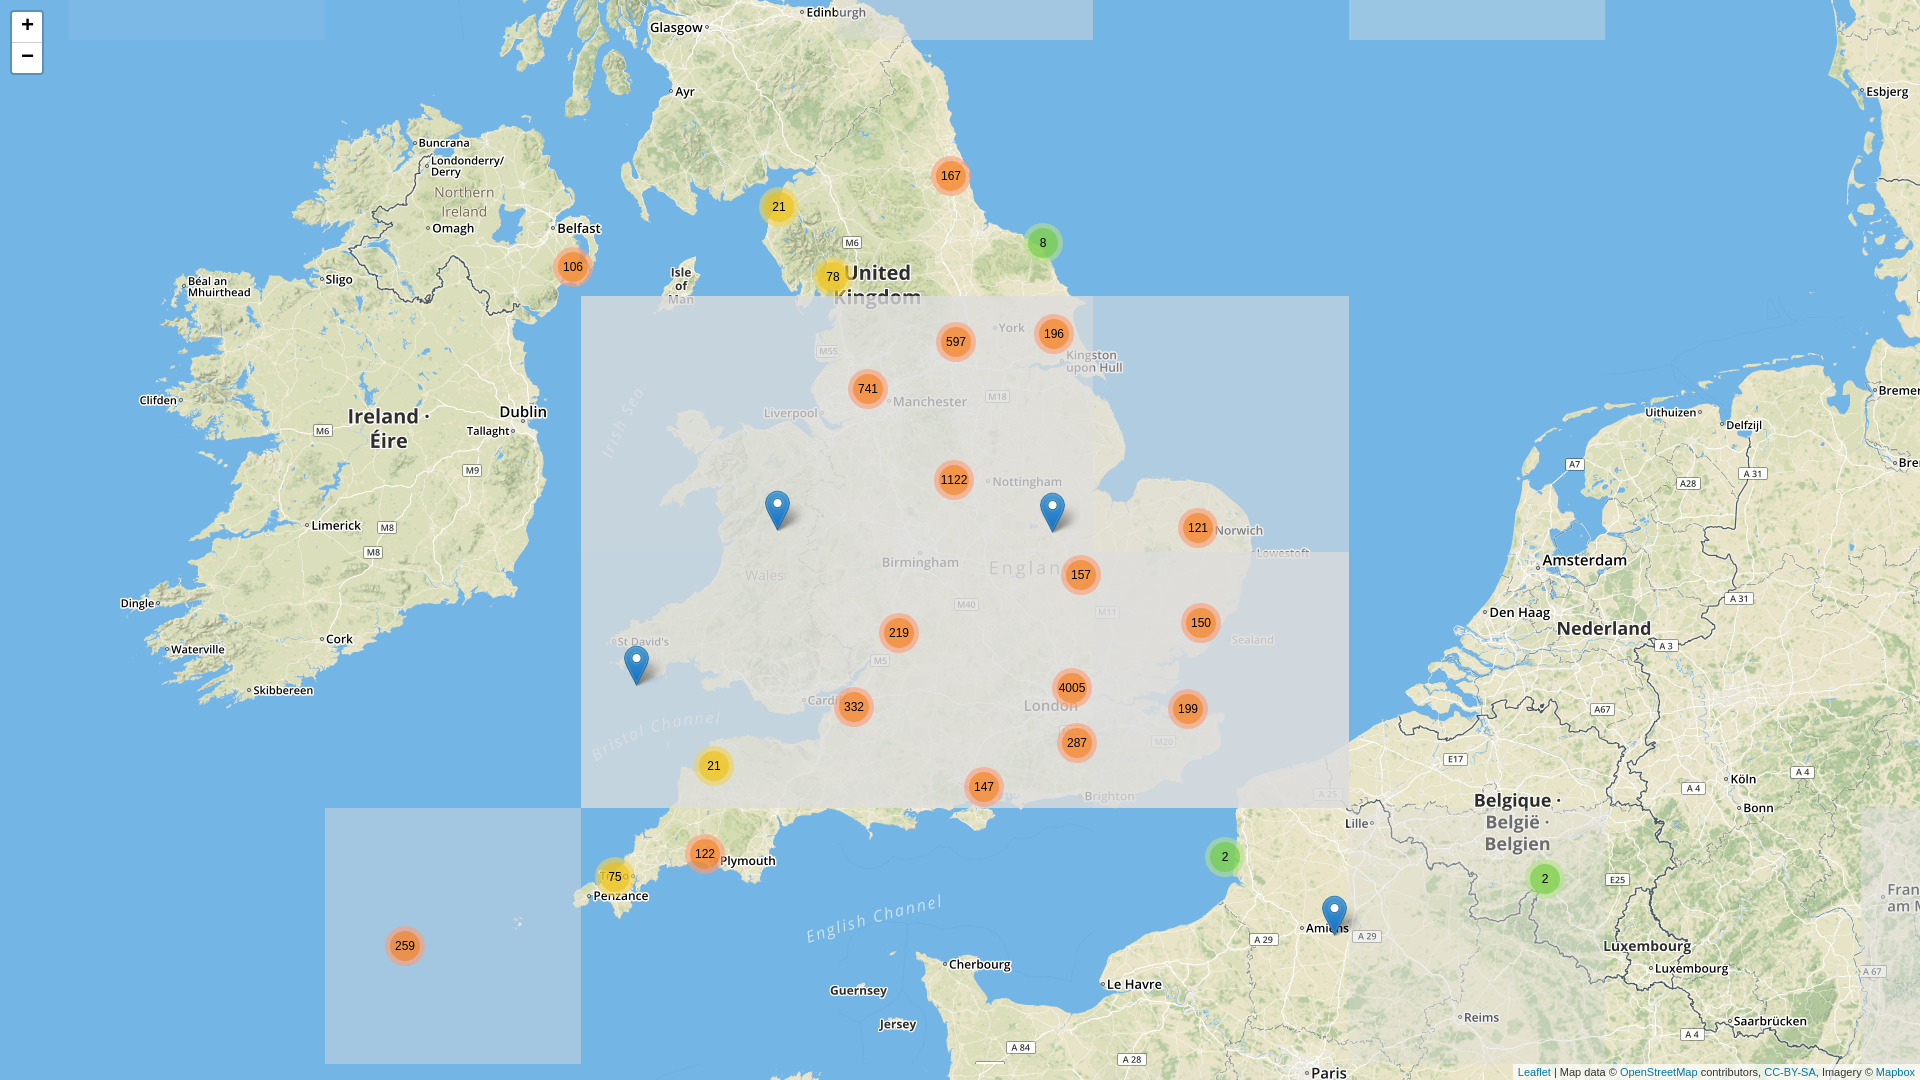 +
−
Edinburgh
Glasgow
Ayr
Esbjerg
Buncrana
Londonderry/
Derry
Northern
Ireland
Omagh
Belfast
167
21
M6
8
106
78
United
Kingdom
Isle
of
Man
Sligo
Béal an
Mhuirthead
York
196
597
M55
Kingston
upon Hull
741
Manchester
M18
Liverpool
Irish Sea
Clifden
Ireland ·
Éire
Dublin
Tallaght
M6
M9
Bremer
Uithuizen
Delfzijl
A7
A 31
A28
Bre
1122
Nottingham
Limerick
M8
M8
121
Norwich
Lowestoft
Birmingham
Wales
Englan
157
Amsterdam
A 31
Dingle
M40
M11
Den Haag
Nederland
219
150
Sealand
Cork
Waterville
St David's
A 3
M5
Skibbereen
4005
London
199
Cardi
332
A67
Bristol Channel
287
M20
E17
21
147
Brighton
A 25
Köln
A 4
A 4
Bonn
Belgique ·
België ·
Belgien
Lille
122
Plymouth
2
75
Penzance
2
E25
Fran
am M
English Channel
259
Amiens
A 29
A 29
Luxembourg
Luxembourg
Cherbourg
A 67
Guernsey
Le Havre
Jersey
Reims
Saarbrücken
A 84
A 28
A 4
Paris
Leaflet | Map data © OpenStreetMap contributors, CC-BY-SA, Imagery © Mapbox